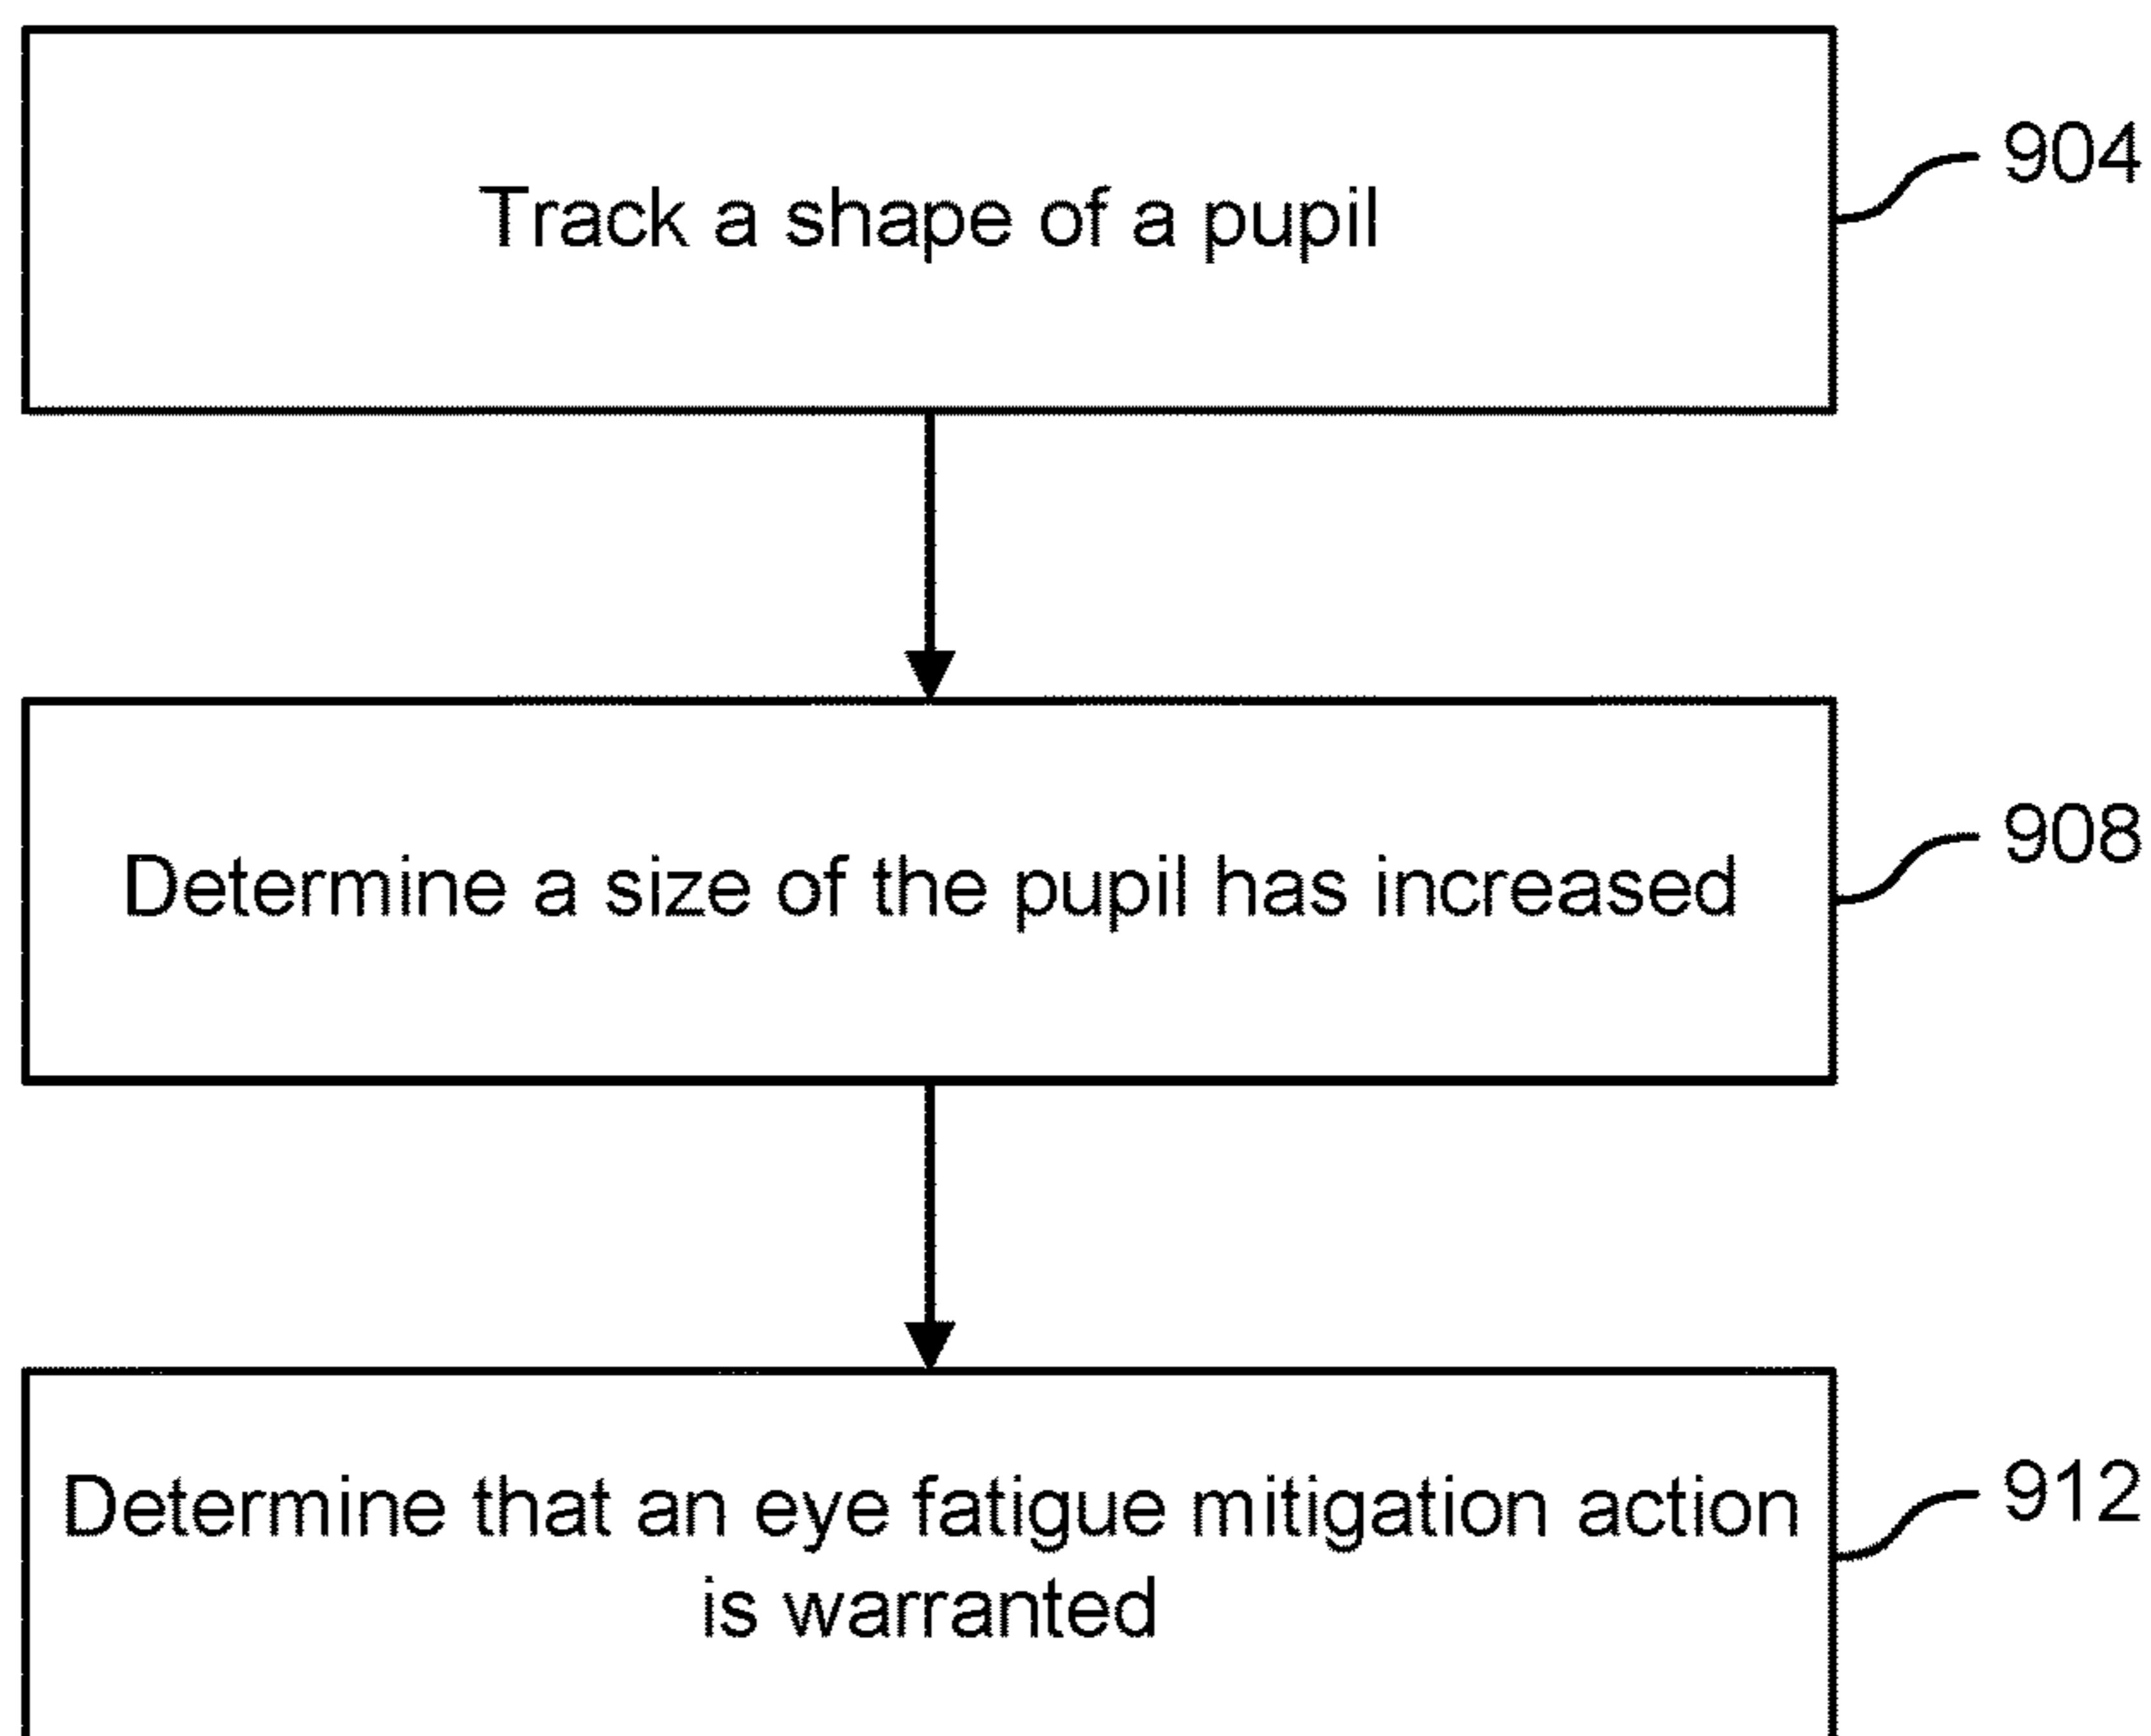 Track a shape of a pupil
904
Determine a size of the pupil has increased
908
Determine that an eye fatigue mitigation action
is warranted
912